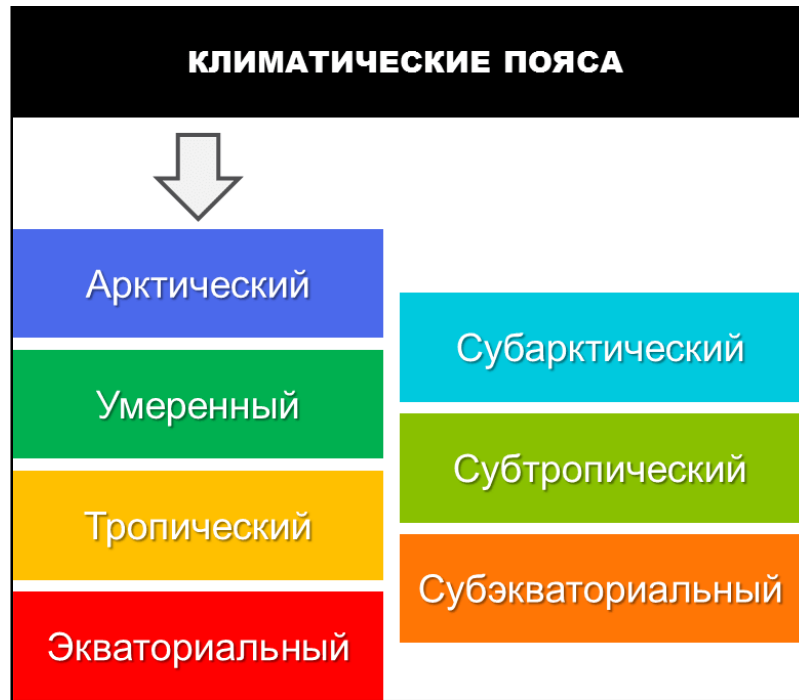 КЛИМАТИЧЕСКИЕ ПОЯСА
Арктический
Умеренный
Тропический
Экваториальный
Субарктический
Субтропический
Субэкваториальный